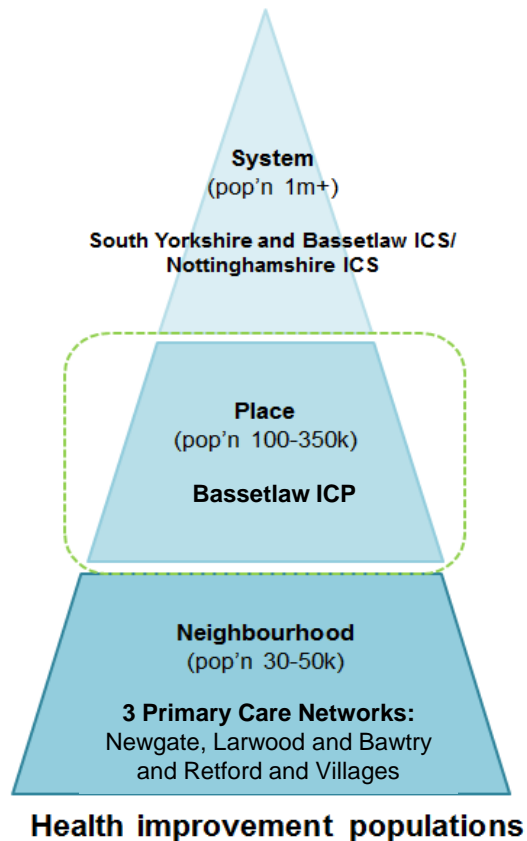 System
(pop'n 1m+)
South Yorkshire and Bassetlaw ICS/
Nottinghamshire ICS
Place
(pop'n 100-350k)
Bassetlaw ICP
Neighbourhood
(pop'n 30-50k)
3 Primary Care Networks:
Newgate, Larwood and Bawtry
and Retford and Villages
Health improvement populations